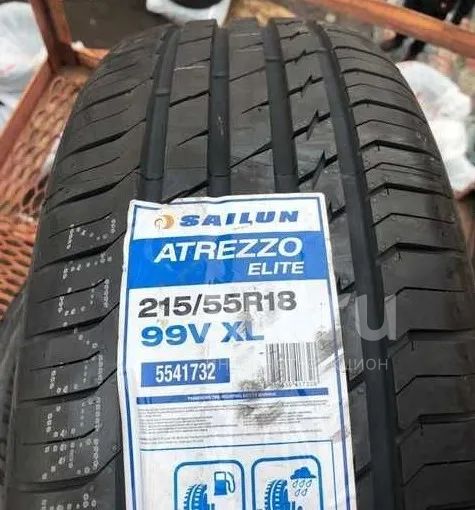 SAILUN
ATREZZO
ELITE
215/55R18
99V XL
5541732